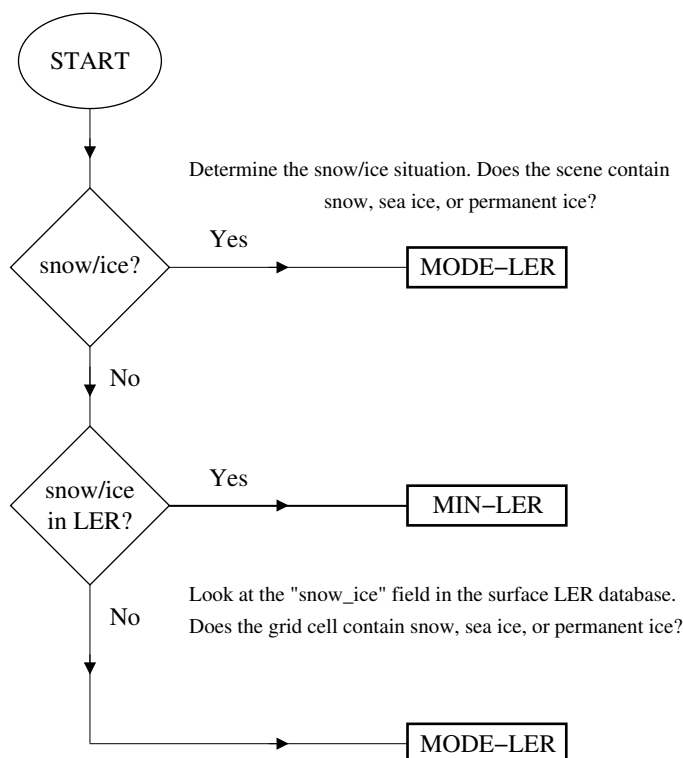 START
Determine the snow/ice situation. Does the scene contain
snow, sea ice, or permanent ice?
snow/ice?
Yes
MODE−LER
No
snow/ice
in LER?
Yes
MIN−LER
Look at the "snow_ice" field in the surface LER database.
Does the grid cell contain snow, sea ice, or permanent ice?
No
MODE−LER